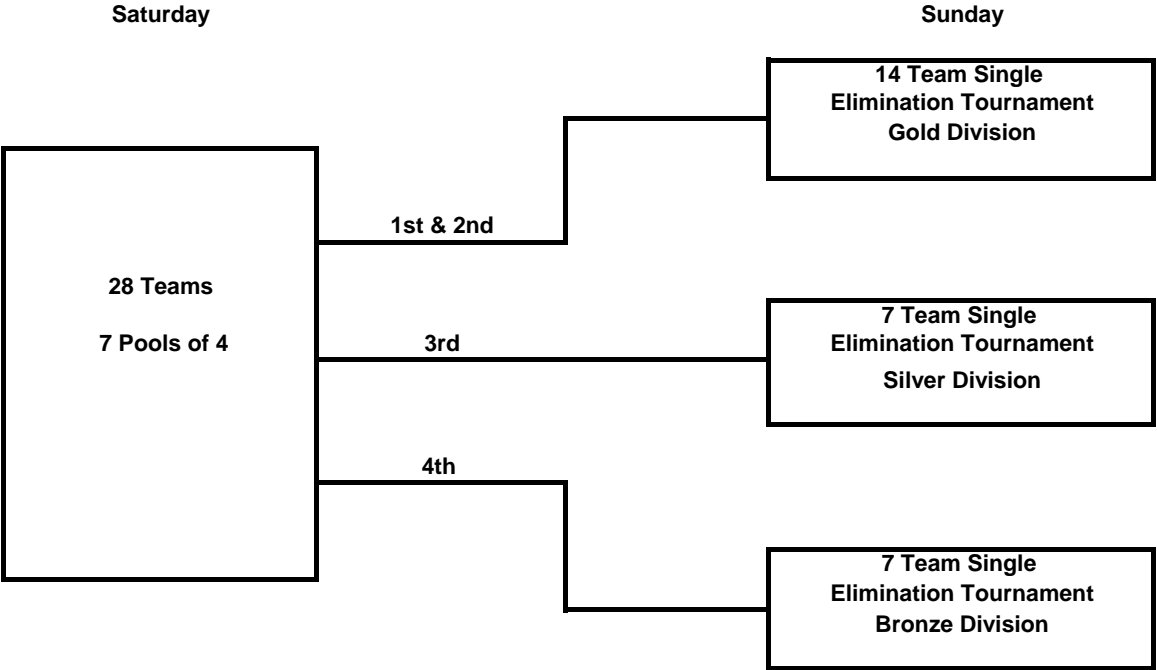 Saturday
Sunday
14 Team Single
Elimination Tournament
Gold Division
1st & 2nd
28 Teams
7 Pools of 4
3rd
7 Team Single
Elimination Tournament
Silver Division
4th
7 Team Single
Elimination Tournament
Bronze Division